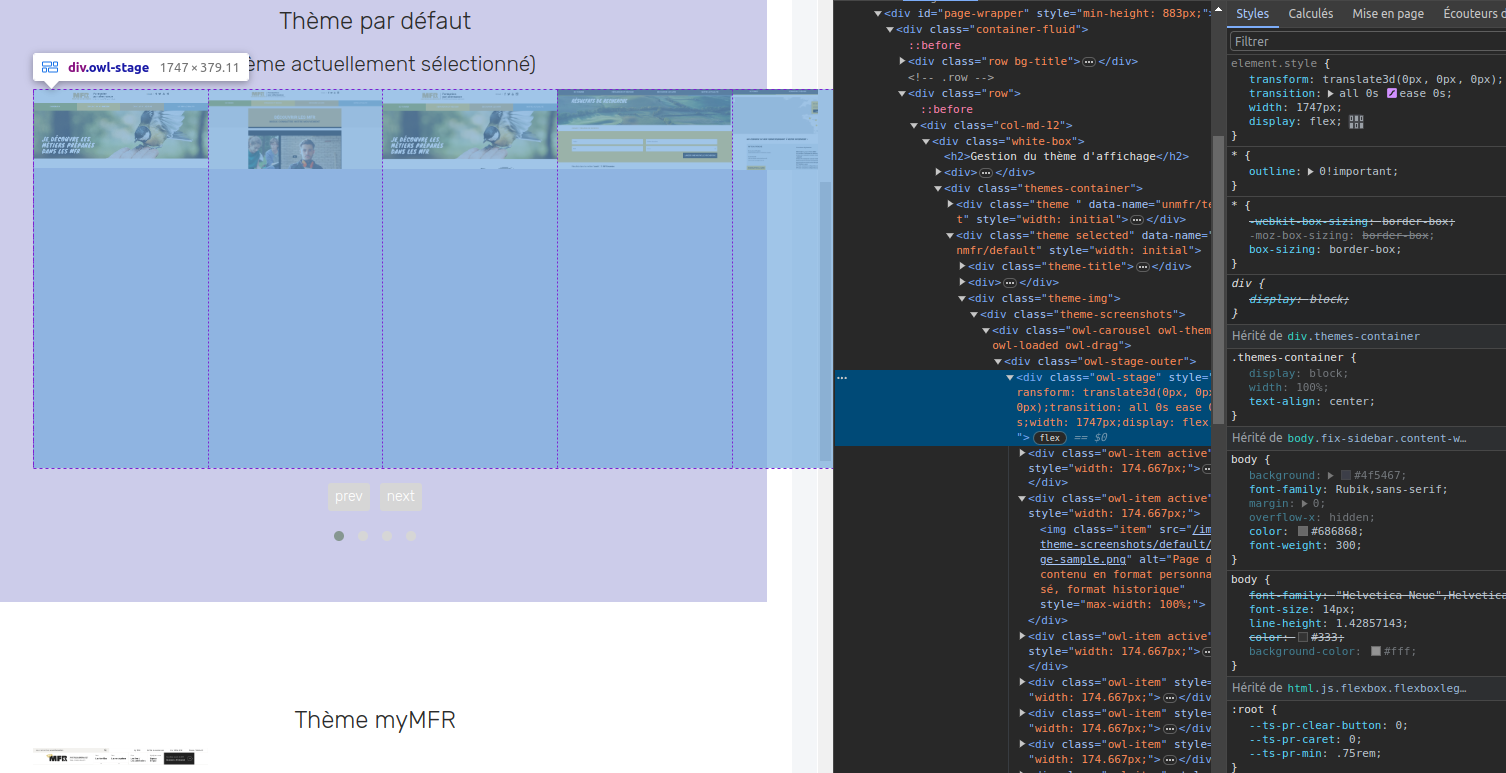 Thème par défaut
ème actuellement sélectionné)
div.owl-stage 1747 × 379.11
JE DÉCOUVRE LES
MÉTIERS PRÉPARÉS
DANS LES MFR
JE DÉCOUVRE LES
MÉTIERS PRÉPARÉS
DANS LES MFR
prev next
Thème myMFR
MFR
<div id="page-wrapper" style="min-height: 883px;"
<div class="container-fluid">
::before
<div class="row bg-title"> ••• </div>
<!-- .row -->
<div class="row">
::before
<div class="col-md-12">
<div class="white-box">
<h2>Gestion du thème d'affichage</h2>
<div> ••• </div>
<div class="themes-container">
<div class="theme " data-name="unmfr/te
t" style="width: initial"> ••• </div>
<div class="theme selected" data-name="
nmfr/default" style="width: initial">
<div class="theme-title"> ••• </div>
<div> ••• </div>
<div class="theme-img">
<div class="theme-screenshots">
<div class="owl-carousel owl-them
owl-loaded owl-drag">
<div class="owl-stage-outer">
••• <div class="owl-stage" style="
ransform: translate3d(0px, 0px
0px);transition: all 0s ease 0
s;width: 1747px;display: flex
"> flex == $0
<div class="owl-item active"
style="width: 174.667px;"> •••
</div>
<div class="owl-item active"
style="width: 174.667px;">
<img class="item" src="/im
theme-screenshots/default/
ge-sample.png" alt="Page d
contenu en format personna
sé, format historique"
style="max-width: 100%;">
</div>
<div class="owl-item active"
style="width: 174.667px;"> •••
</div>
<div class="owl-item" style=
"width: 174.667px;"> ••• </div
<div class="owl-item" style=
"width: 174.667px;"> ••• </div
<div class="owl-item" style=
"width: 174.667px;"> ••• </div
<div class="owl-item" style=
Styles Calculés Mise en page Écouteurs d
Filtrer
element.style {
transform: translate3d(0px, 0px, 0px);
transition: all 0s ease 0s;
width: 1747px;
display: flex;
}
* {
outline: 0!important;
}
* {
-webkit-box-sizing: border-box;
-moz-box-sizing: border-box;
box-sizing: border-box;
}
div {
display: block;
}
Hérité de div.themes-container
.themes-container {
display: block;
width: 100%;
text-align: center;
}
Hérité de body.fix-sidebar.content-w…
body {
background: #4f5467;
font-family: Rubik,sans-serif;
margin: 0;
overflow-x: hidden;
color: #686868;
font-weight: 300;
}
body {
font-family: "Helvetica Neue",Helvetica
font-size: 14px;
line-height: 1.42857143;
color: #333;
background-color: #fff;
}
Hérité de html.js.flexbox.flexboxleg…
:root {
--ts-pr-clear-button: 0;
--ts-pr-caret: 0;
--ts-pr-min: .75rem;
}